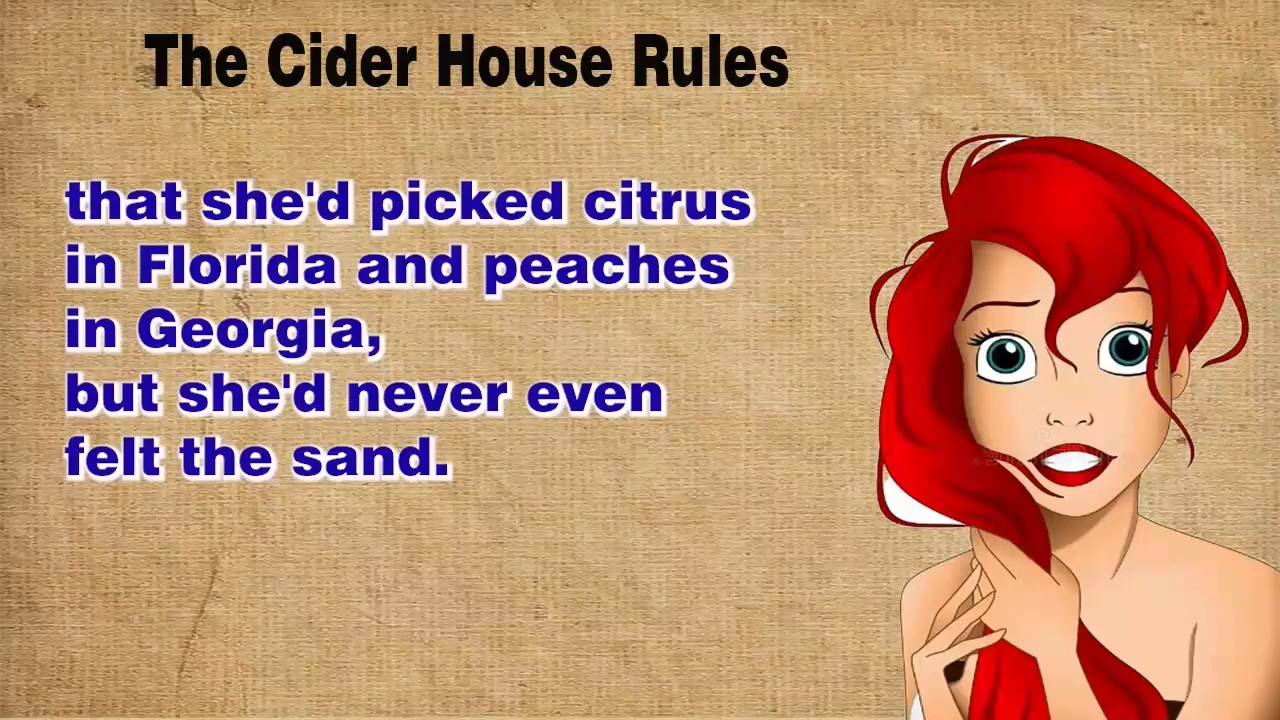 The Cider House Rules
that she'd picked citrus
in Florida and peaches
in Georgia,
but she'd never even
felt the sand.